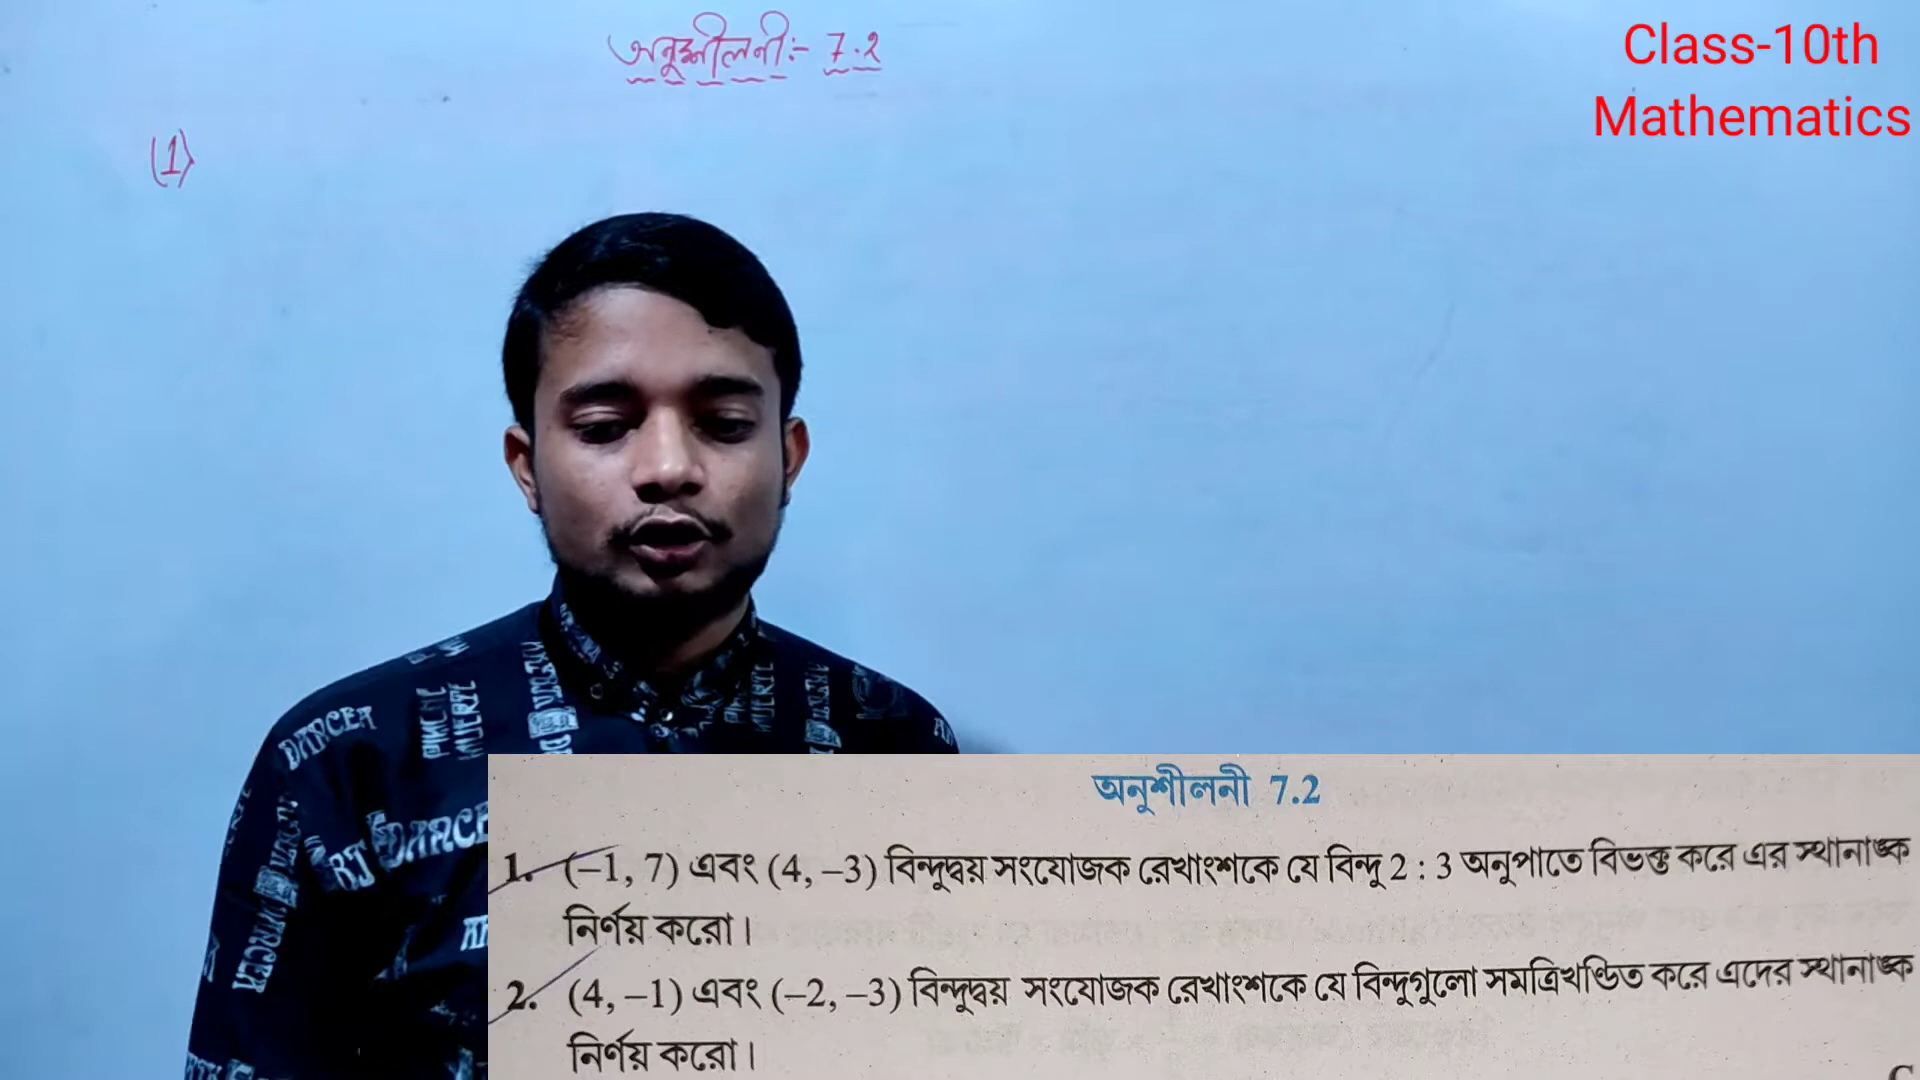 অনুশীলনী:- 7.2
Class-10th
Mathematics
(1)
অনুশীলনী 7.2
1. (–1, 7) এবং (4, –3) বিন্দুদ্বয় সংযোজক রেখাংশকে যে বিন্দু 2 : 3 অনুপাতে বিভক্ত করে এর স্থানাঙ্ক
নির্ণয় করো।
2. (4, –1) এবং (–2, –3) বিন্দুদ্বয় সংযোজক রেখাংশকে যে বিন্দুগুলো সমত্রিখণ্ডিত করে এদের স্থানাঙ্ক
নির্ণয় করো।